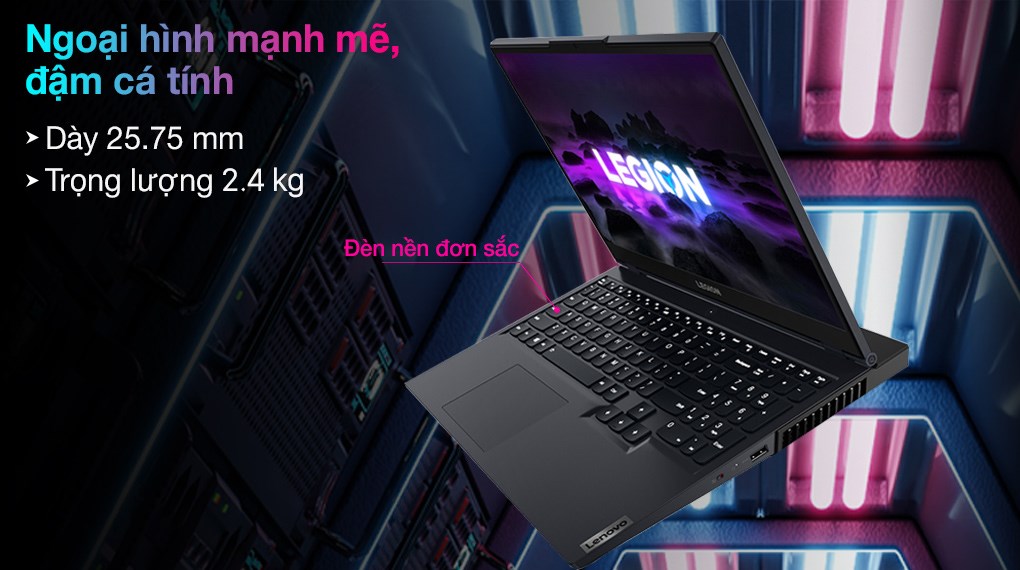 Ngoại hình mạnh mẽ,
đậm cá tính
Dày 25.75 mm
Trọng lượng 2.4 kg
Đèn nền đơn sắc
LEGION
LEGION
Lenovo